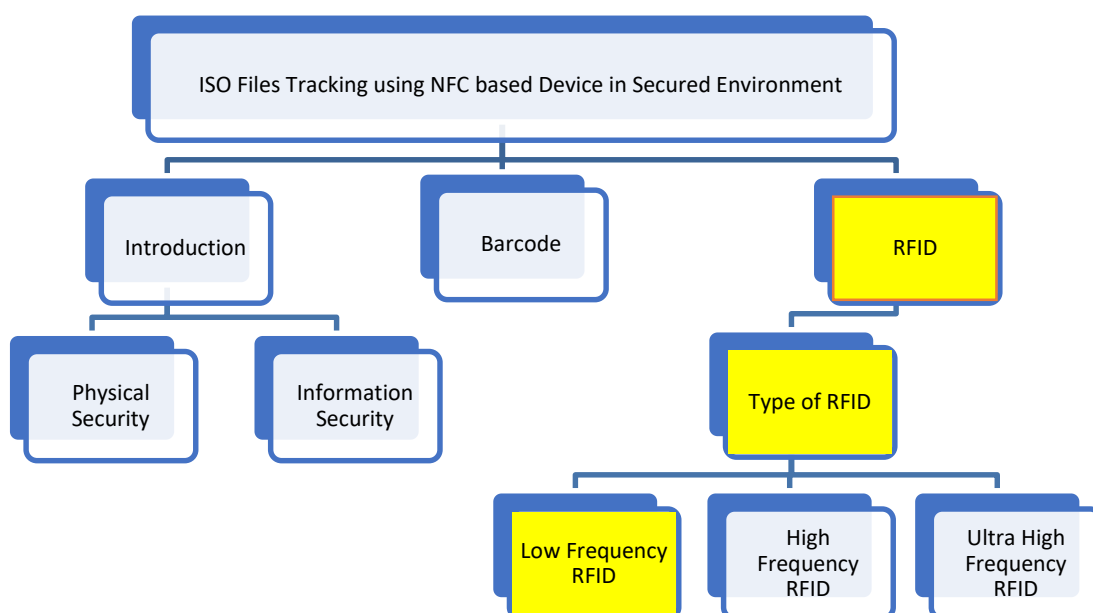 ISO Files Tracking using NFC based Device in Secured Environment
Introduction
Barcode
RFID
Physical
Security
Information
Security
Type of RFID
Low Frequency
RFID
High
Frequency
RFID
Ultra High
Frequency
RFID